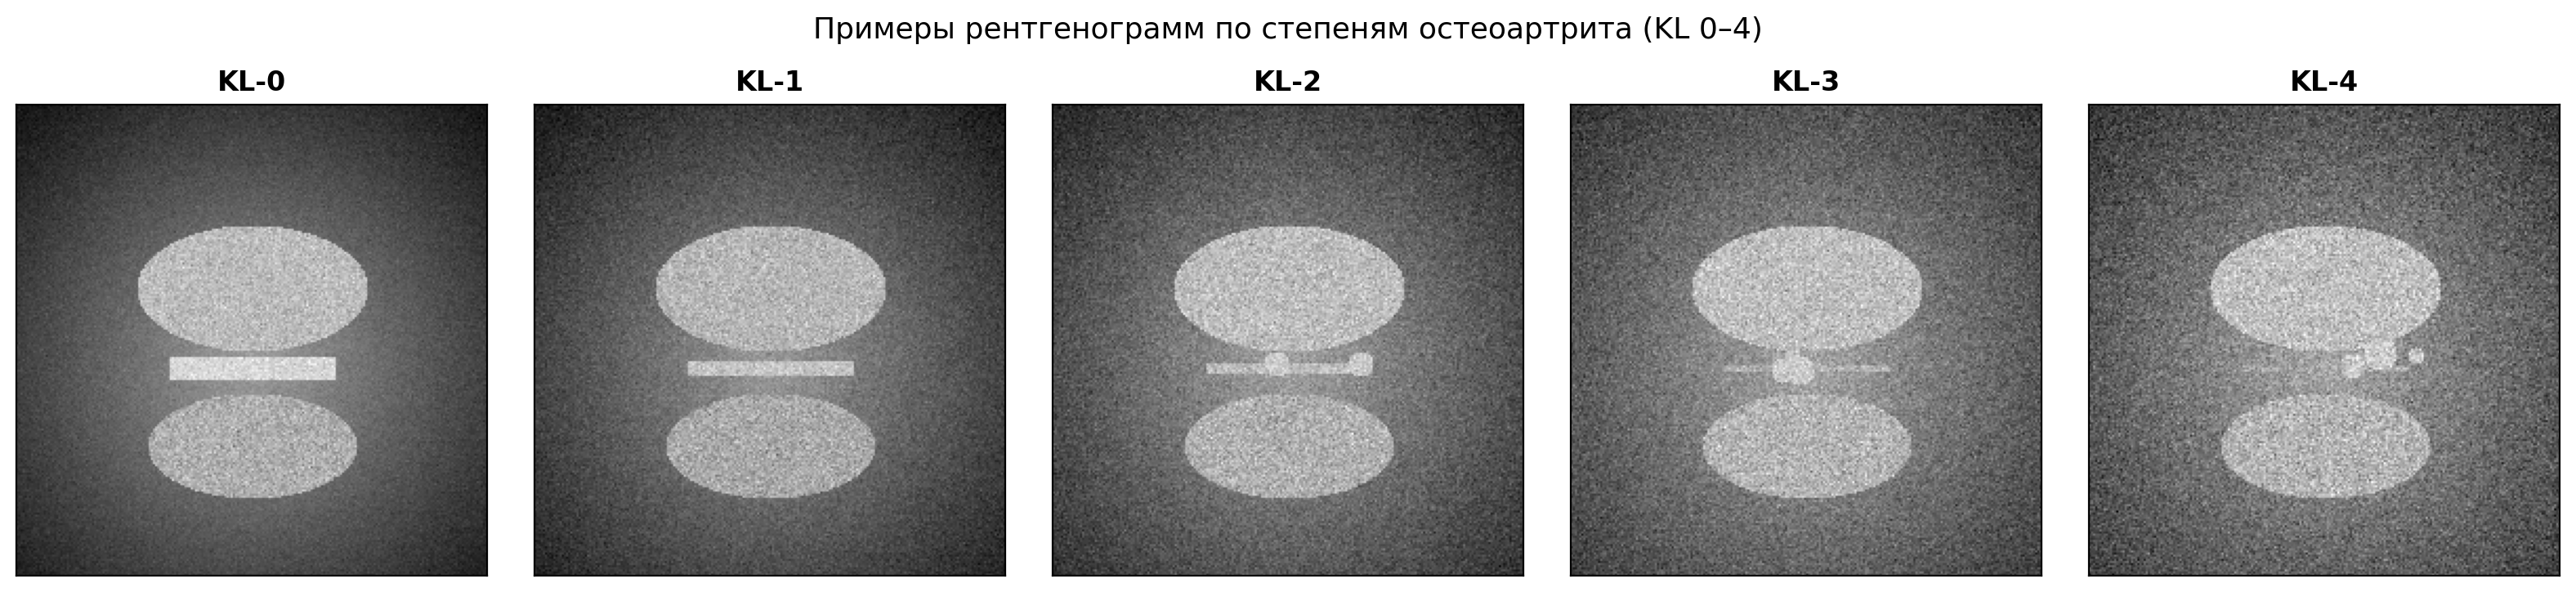 Примеры рентгенограмм по степеням остеоартрита (KL 0–4)
KL-0 KL-1 KL-2 KL-3 KL-4